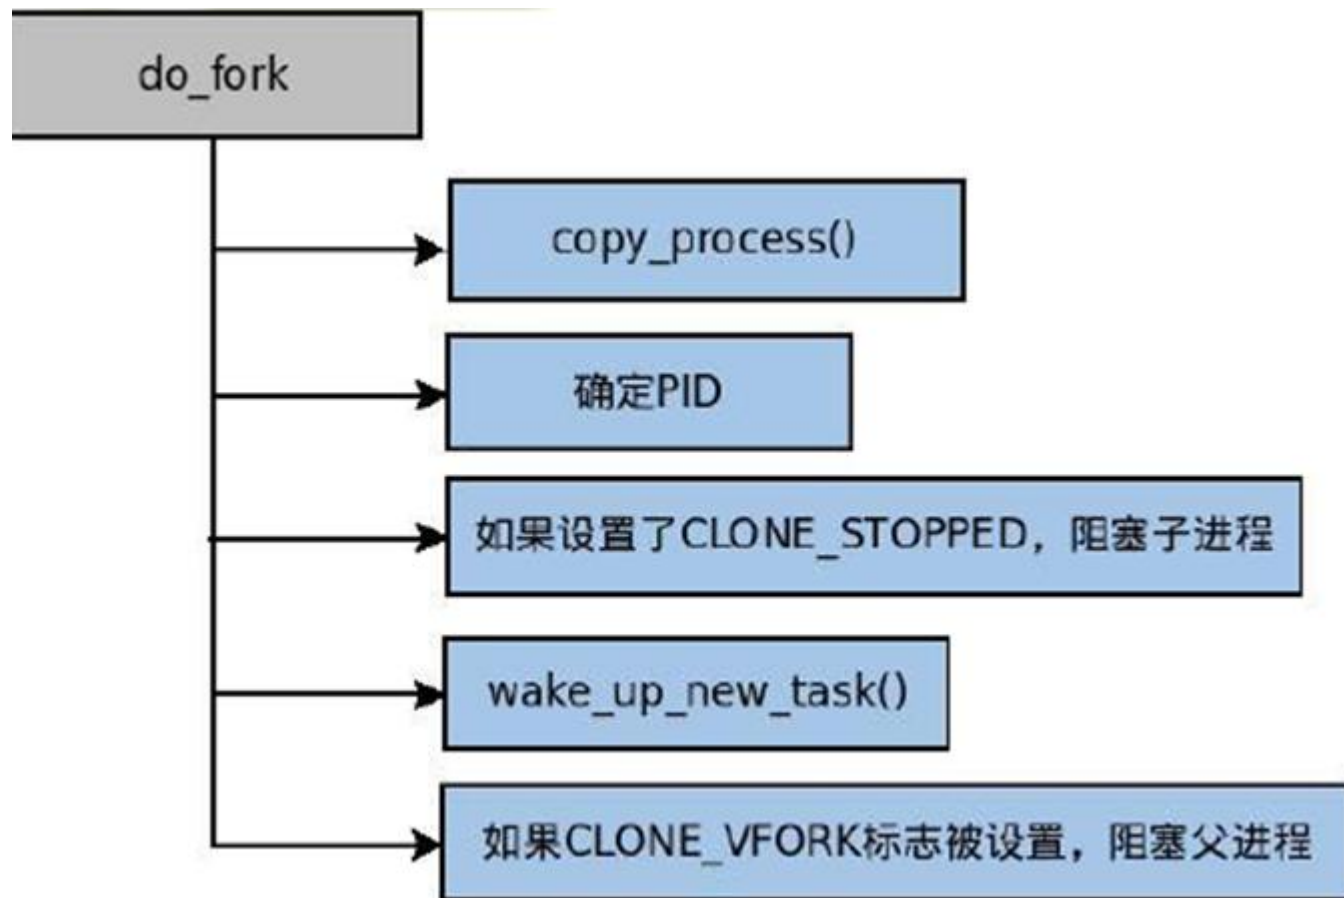 do_fork
copy_process()
确定PID
如果设置了CLONE_STOPPED，阻塞子进程
wake_up_new_task()
如果CLONE_VFORK标志被设置，阻塞父进程